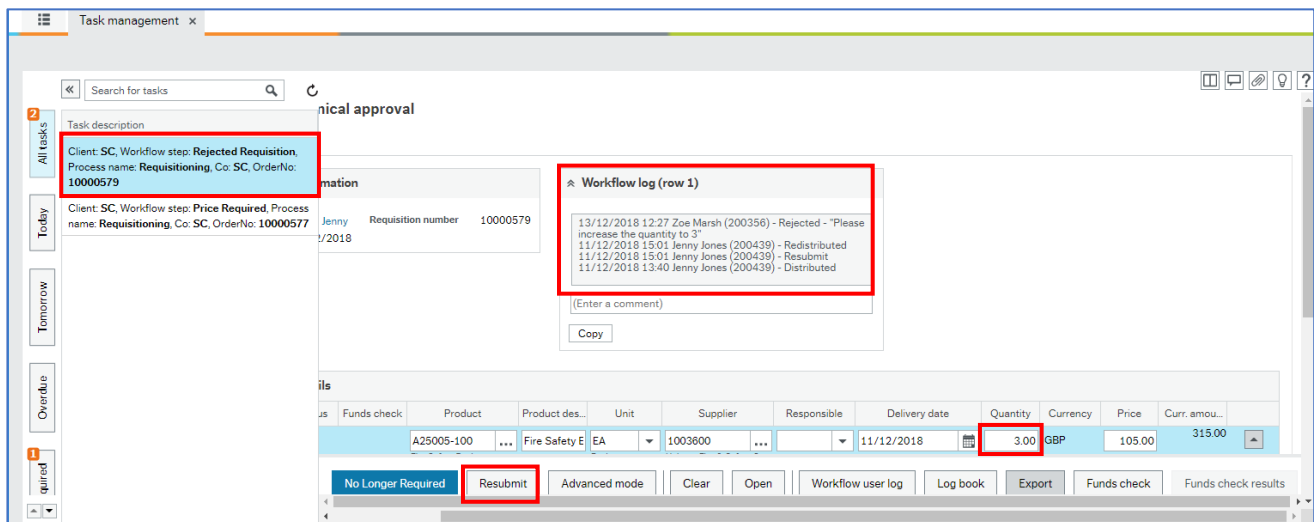 Task management ×
« Search for tasks
nical approval
2
All tasks
Today
Tomorrow
Overdue
1
quired
Task description
Client: SC, Workflow step: Rejected Requisition,
Process name: Requisitioning, Co: SC, OrderNo:
10000579
Client: SC, Workflow step: Price Required, Process
name: Requisitioning, Co: SC, OrderNo: 10000577
?
mation
Jenny Requisition number 10000579
2/2018
Workflow log (row 1)
13/12/2018 12:27 Zoe Marsh (200356) - Rejected - "Please
increase the quantity to 3"
11/12/2018 15:01 Jenny Jones (200439) - Redistributed
11/12/2018 15:01 Jenny Jones (200439) - Resubmit
11/12/2018 13:40 Jenny Jones (200439) - Distributed
(Enter a comment)
Copy
ils
us Funds check Product Product des... Unit Supplier Responsible Delivery date Quantity Currency Price Curr. amou...
A25005-100 ... Fire Safety E EA 1003600 ... 11/12/2018 3.00 GBP 105.00 315.00
No Longer Required Resubmit Advanced mode Clear Open Workflow user log Log book Export Funds check Funds check results